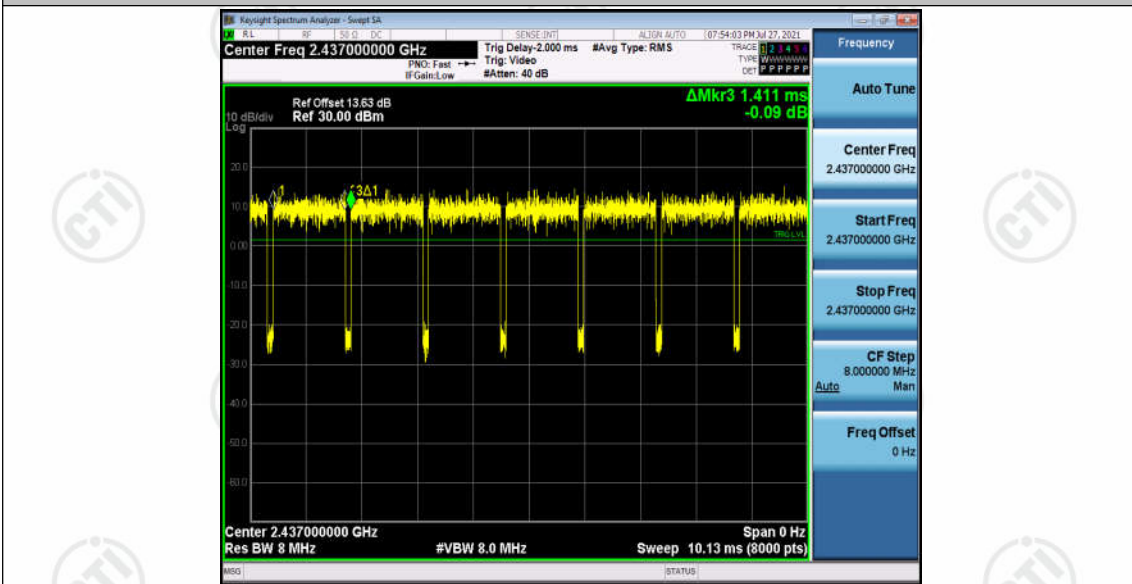 Keysight Spectrum Analyzer - Swept SA
RL RF 50 Ω DC SENSE:INT ALIGN AUTO 07:54:03 PM Jul 27, 2021
Center Freq 2.437000000 GHz
PNO: Fast
IFGain:Low
Trig Delay-2.000 ms
Trig: Video
#Atten: 40 dB
#Avg Type: RMS
TRACE 1 2 3 4 5 6
TYPE WWWWWW
DET P P P P P P
ΔMkr3 1.411 ms
-0.09 dB
Ref Offset 13.63 dB
Ref 30.00 dBm
10 dB/div
Log
20.0
10.0
0.00
-10.0
-20.0
-30.0
-40.0
-50.0
-60.0
3Δ1
TRIG LVL
Center 2.437000000 GHz
Span 0 Hz
Res BW 8 MHz
#VBW 8.0 MHz
Sweep 10.13 ms (8000 pts)
MSG
STATUS
Frequency
Auto Tune
Center Freq
2.437000000 GHz
Start Freq
2.437000000 GHz
Stop Freq
2.437000000 GHz
CF Step
8.000000 MHz
Auto Man
Freq Offset
0 Hz
CTI
CTI